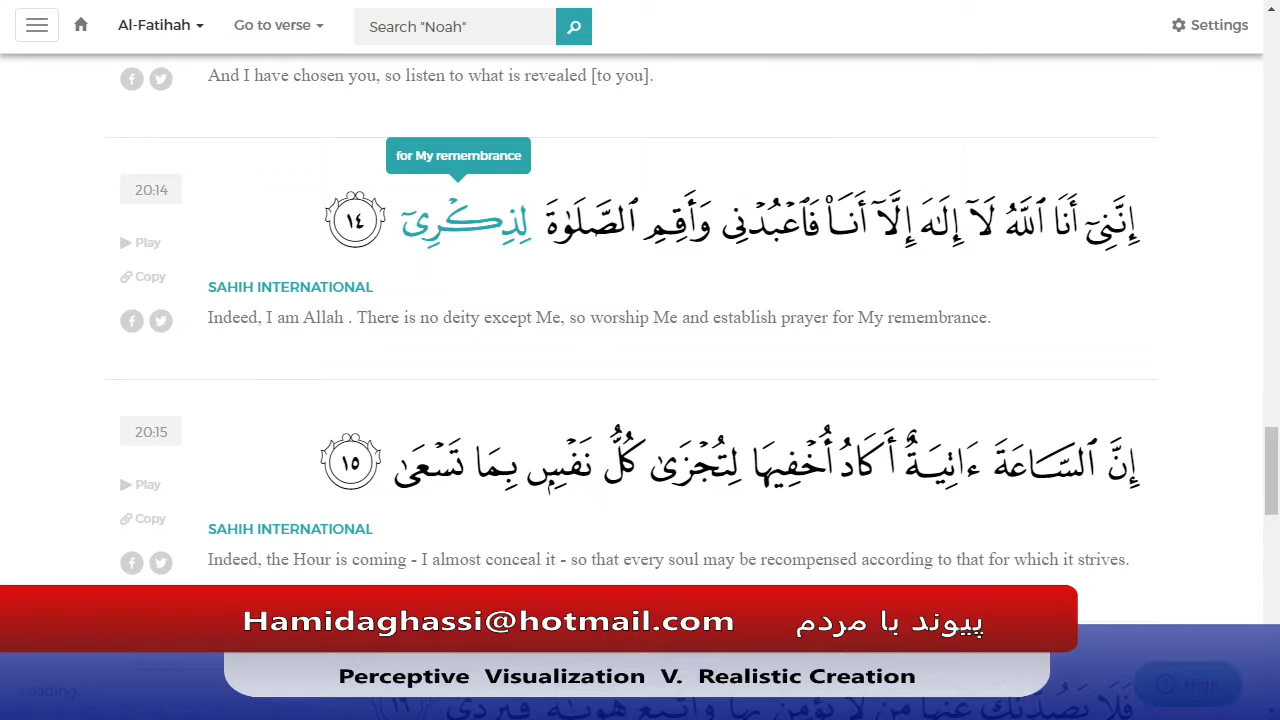 Al-Fatihah Go to verse Search "Noah" Settings
And I have chosen you, so listen to what is revealed [to you].
for My remembrance
20:14
إِنَّنِىٓ أَنَا ٱللَّهُ لَآ إِلَـٰهَ إِلَّآ أَنَا۠ فَٱعْبُدْنِى وَأَقِمِ ٱلصَّلَوٰةَ لِذِكْرِىٓ ١٤
Play
Copy
SAHIH INTERNATIONAL
Indeed, I am Allah . There is no deity except Me, so worship Me and establish prayer for My remembrance.
20:15
إِنَّ ٱلسَّاعَةَ ءَاتِيَةٌ أَكَادُ أُخْفِيهَا لِتُجْزَىٰ كُلُّ نَفْسٍۭ بِمَا تَسْعَىٰ ١٥
Play
Copy
SAHIH INTERNATIONAL
Indeed, the Hour is coming - I almost conceal it - so that every soul may be recompensed according to that for which it strives.
Hamidaghassi@hotmail.com پیوند با مردم
Perceptive Visualization V. Realistic Creation
Heading Help
فَلَا يَصُدَّنَّكَ عَنْهَا مَن لَّا يُؤْمِنُ بِهَا وَٱتَّبَعَ هَوَىٰهُ فَتَرْدَىٰ ١٦